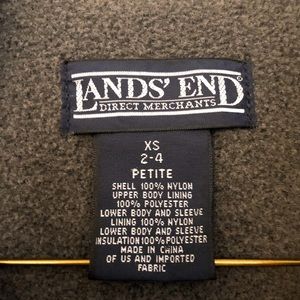 LANDS' END
DIRECT MERCHANTS
XS
2-4
PETITE
SHELL 100% NYLON
UPPER BODY LINING
100% POLYESTER
LOWER BODY AND SLEEVE
LINING 100% NYLON
LOWER BODY AND SLEEVE
INSULATION 100% POLYESTER
MADE IN CHINA
OF US AND IMPORTED
FABRIC